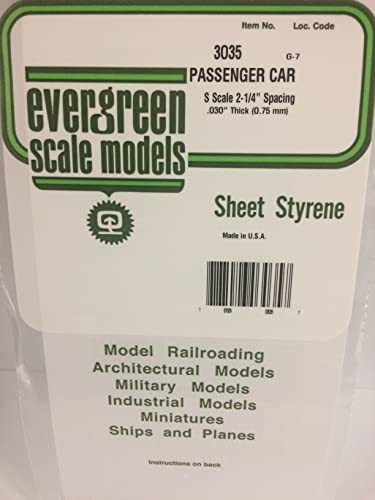 Item No. Loc. Code
3035 G-7
PASSENGER CAR
S Scale 2-1/4" Spacing
.030" Thick (0.75 mm)
evergreen
scale models
Sheet Styrene
Made in U.S.A.
Model Railroading
Architectural Models
Military Models
Industrial Models
Miniatures
Ships and Planes
Instructions on back